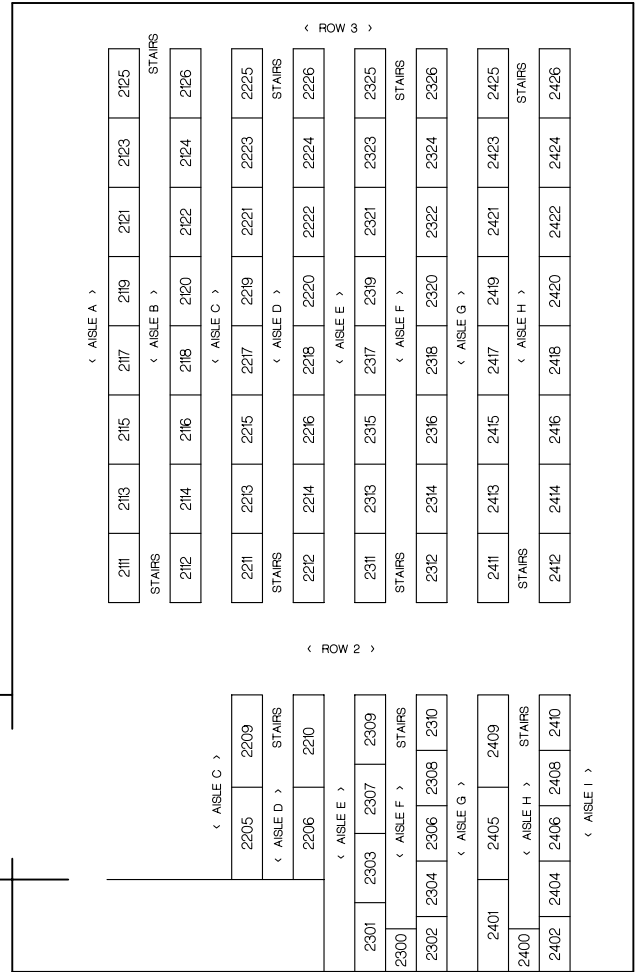 < ROW 3 >
2125 STAIRS 2126 2225 STAIRS 2226 2325 STAIRS 2326 2425 STAIRS 2426
2123 2124 2223 2224 2323 2324 2423 2424
2121 2122 2221 2222 2321 2322 2421 2422
< AISLE A > 2119 < AISLE B > 2120 < AISLE C > 2219 < AISLE D > 2220 < AISLE E > 2319 < AISLE F > 2320 < AISLE G > 2419 < AISLE H > 2420
2117 2118 2217 2218 2317 2318 2417 2418
2115 2116 2215 2216 2315 2316 2415 2416
2113 2114 2213 2214 2313 2314 2413 2414
2111 STAIRS 2112 2211 STAIRS 2212 2311 STAIRS 2312 2411 STAIRS 2412
< ROW 2 >
2209 STAIRS 2210 2309 STAIRS 2310 2409 STAIRS 2410
< AISLE C > 2307 2308 2408
2205 < AISLE D > 2206 < AISLE E > < AISLE F > 2306 < AISLE G > 2405 < AISLE H > 2406 < AISLE I >
2303 2304 2404
2301 2300 2302 2401 2400 2402